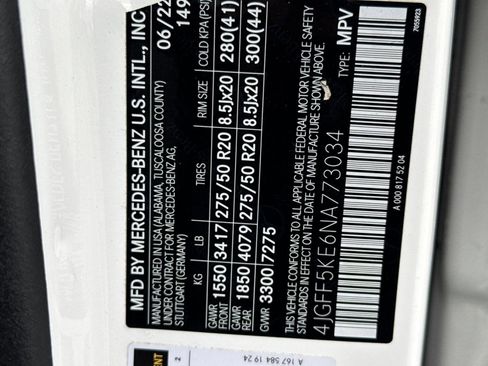 MFD BY MERCEDES-BENZ U.S. INTL., INC.
MANUFACTURED IN USA (ALABAMA, TUSCALOOSA COUNTY)
UNDER CONTRACT FOR MERCEDES-BENZ AG,
STUTTGART (GERMANY)
06/22
149
KG LB TIRES RIM SIZE COLD KPA (PSI)
GAWR FRONT 1550 3417 275/50 R20 8.5Jx20 280(41)
GAWR REAR 1850 4079 275/50 R20 8.5Jx20 300(44)
GVWR 3300 7275
THIS VEHICLE CONFORMS TO ALL APPLICABLE FEDERAL MOTOR VEHICLE SAFETY
STANDARDS IN EFFECT ON THE DATE OF MANUFACTURE SHOWN ABOVE.
4JGFF5KE6NA773034 TYPE: MPV
A 000 817 52 04
7055923
A 167 584 19 24
2